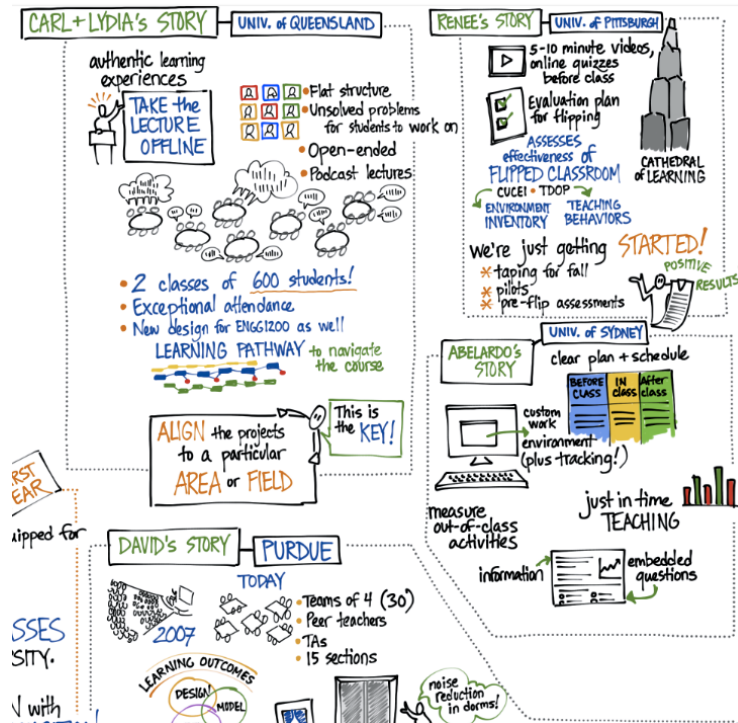 CARL + LYDIA'S STORY
UNIV. of QUEENSLAND
authentic learning
experiences
TAKE the
LECTURE
OFFLINE
• Flat structure
• Unsolved problems
for students to work on
• Open-ended
• Podcast lectures
• 2 classes of 600 students!
• Exceptional attendance
• New design for ENGG1200 as well
LEARNING PATHWAY to navigate
the course
ALIGN the projects
to a particular
AREA or FIELD
This is
the KEY!
RENEE'S STORY
UNIV. of PITTSBURGH
5-10 minute videos,
online quizzes
before class
Evaluation plan
for flipping
ASSESSES
effectiveness of
FLIPPED CLASSROOM
CUCEI • TDOP
ENVIRONMENT
INVENTORY
TEACHING
BEHAVIORS
CATHEDRAL
of LEARNING
We're just getting STARTED!
* taping for fall
* pilots
* pre-flip assessments
POSITIVE
RESULTS
ABELARDO'S
STORY
UNIV. of SYDNEY
clear plan + schedule
BEFORE
CLASS
IN
class
After
class
custom
work
environment
(plus tracking!)
measure
out-of-class
activities
just in time
TEACHING
information
embedded
questions
RST
EAR
uipped for
SSES
SITY.
N with
DAVID'S STORY
PURDUE
2007
TODAY
• Teams of 4 (30)
• Peer teachers
• TAs
• 15 sections
LEARNING OUTCOMES
DESIGN
MODEL
noise
reduction
in dorms!